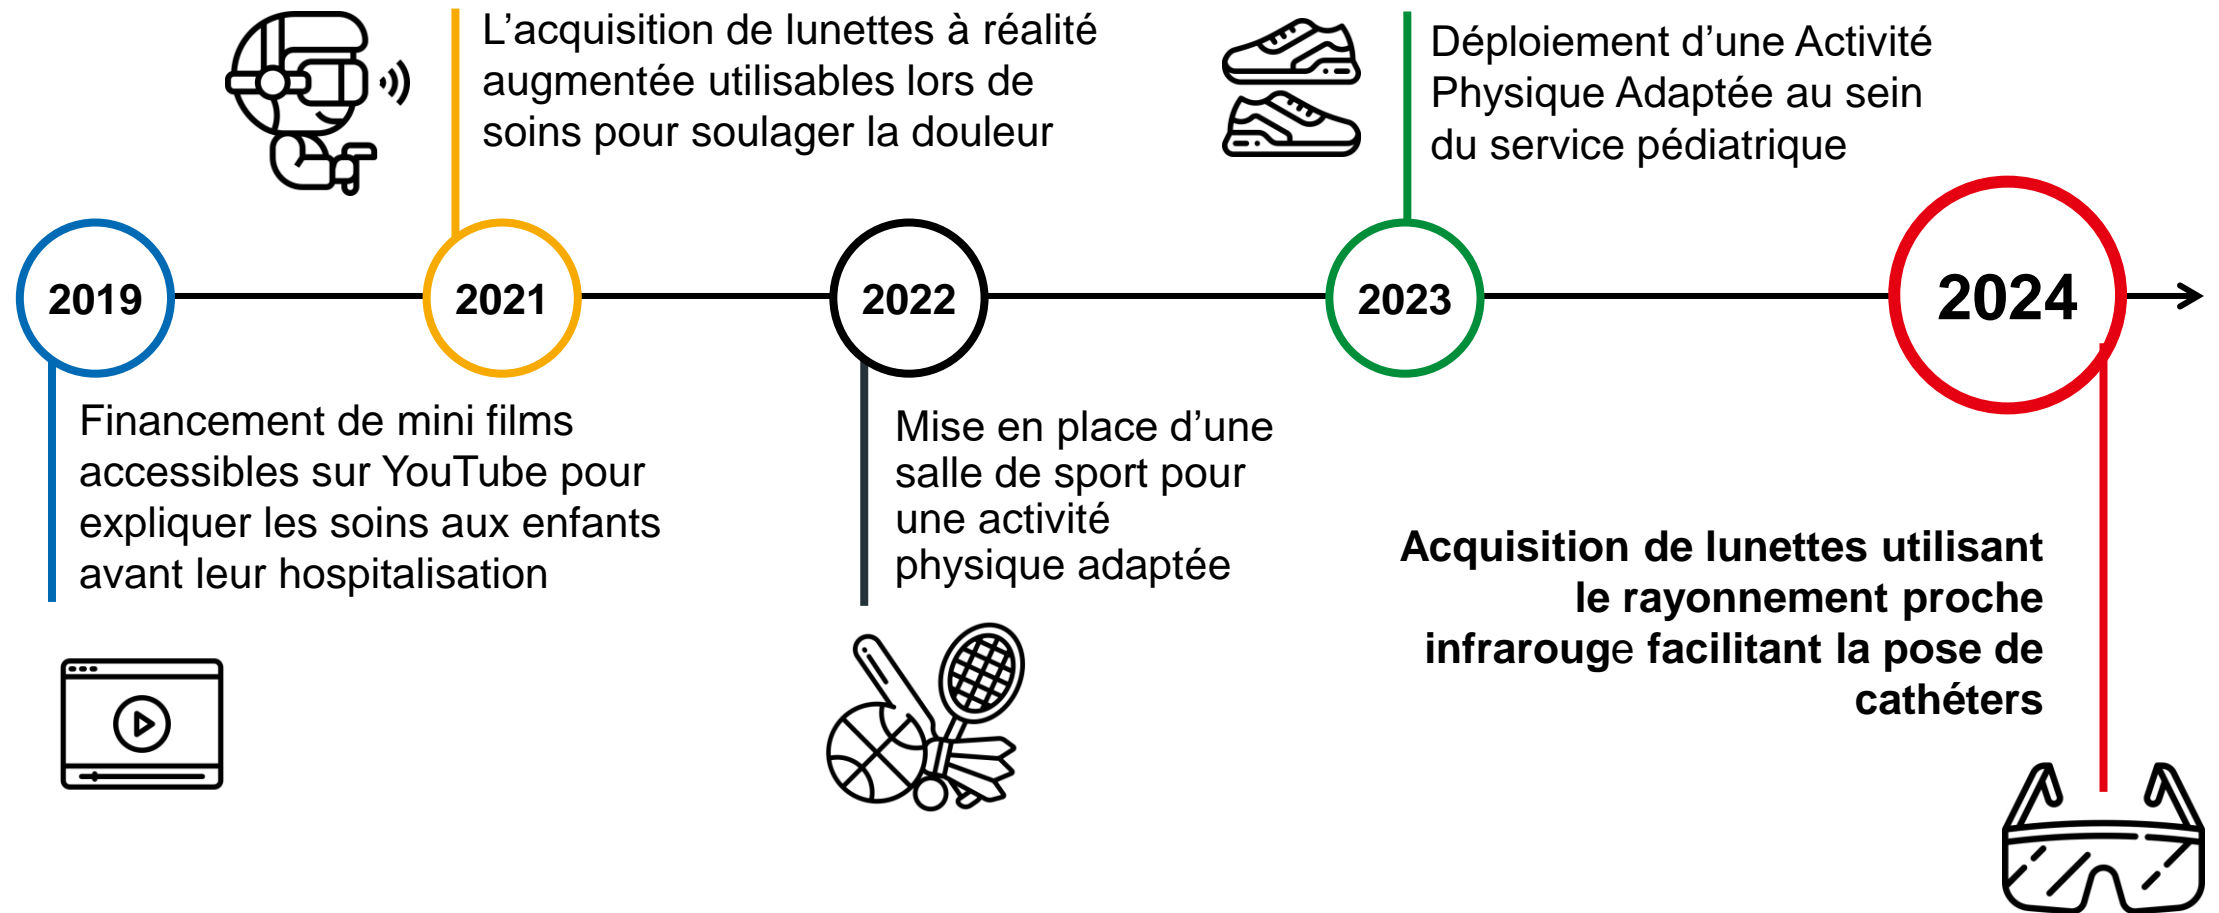 L’acquisition de lunettes à réalité
augmentée utilisables lors de
soins pour soulager la douleur
Déploiement d’une Activité
Physique Adaptée au sein
du service pédiatrique
2019
2021
2022
2023
2024
Financement de mini films
accessibles sur YouTube pour
expliquer les soins aux enfants
avant leur hospitalisation
Mise en place d’une
salle de sport pour
une activité
physique adaptée
Acquisition de lunettes utilisant
le rayonnement proche
infrarouge facilitant la pose de
cathéters